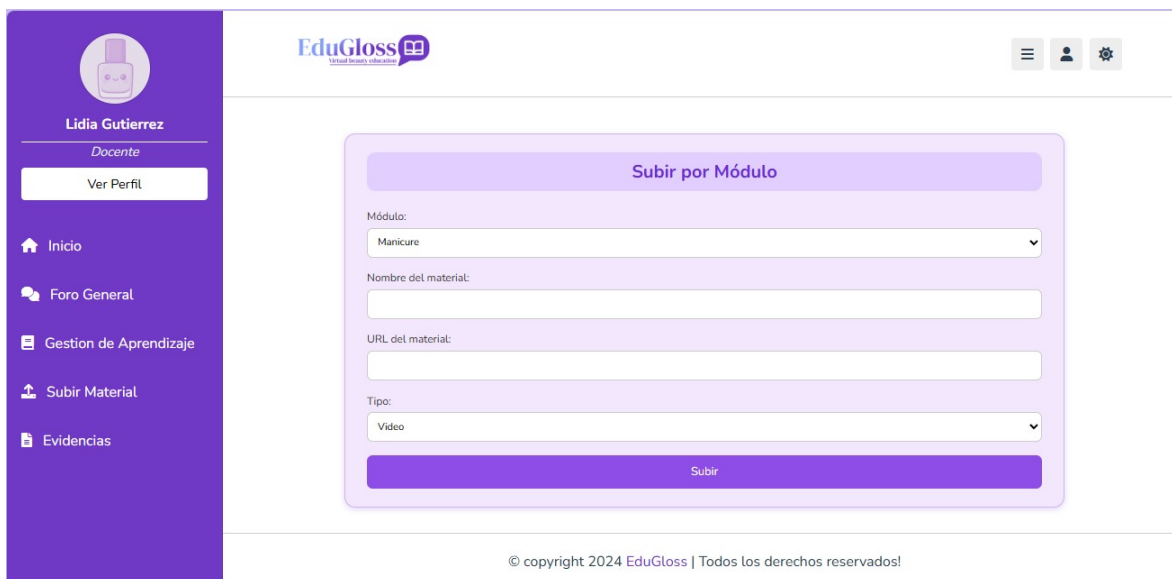 Lidia Gutierrez
Docente
Ver Perfil
Inicio
Foro General
Gestion de Aprendizaje
Subir Material
Evidencias
EduGloss
Virtual beauty education
Subir por Módulo
Módulo:
Manicure
Nombre del material:
URL del material:
Tipo:
Video
Subir
© copyright 2024 EduGloss | Todos los derechos reservados!